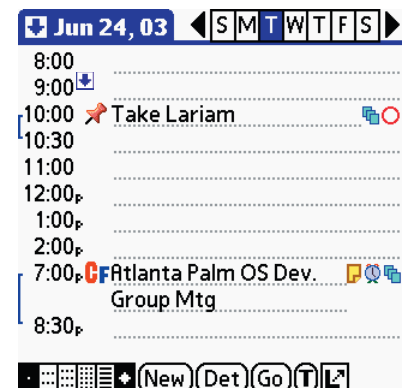 Jun 24, 03 S M T W T F S
8:00
9:00
10:00 Take Lariam
10:30
11:00
12:00P
1:00P
2:00P
7:00P CF Atlanta Palm OS Dev.
Group Mtg
8:30P
New Det Go T